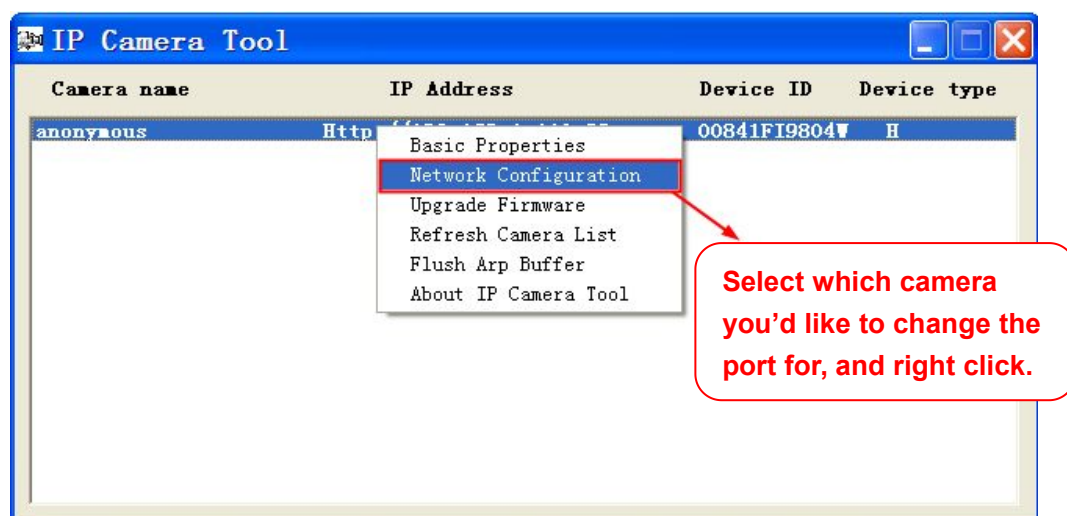 IP Camera Tool
Camera name IP Address Device ID Device type
anonymous Http 00841FI9804W H
Basic Properties
Network Configuration
Upgrade Firmware
Refresh Camera List
Flush Arp Buffer
About IP Camera Tool
Select which camera
you’d like to change the
port for, and right click.